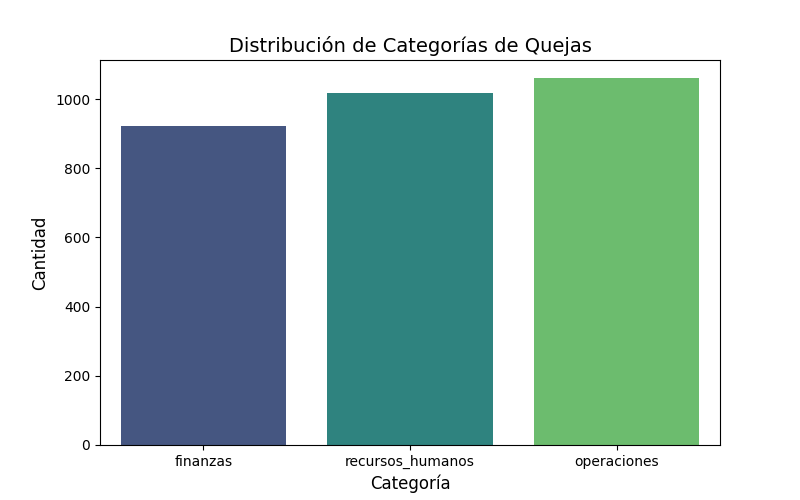 Distribución de Categorías de Quejas
Cantidad
1000
800
600
400
200
0
finanzas recursos_humanos operaciones
Categoría